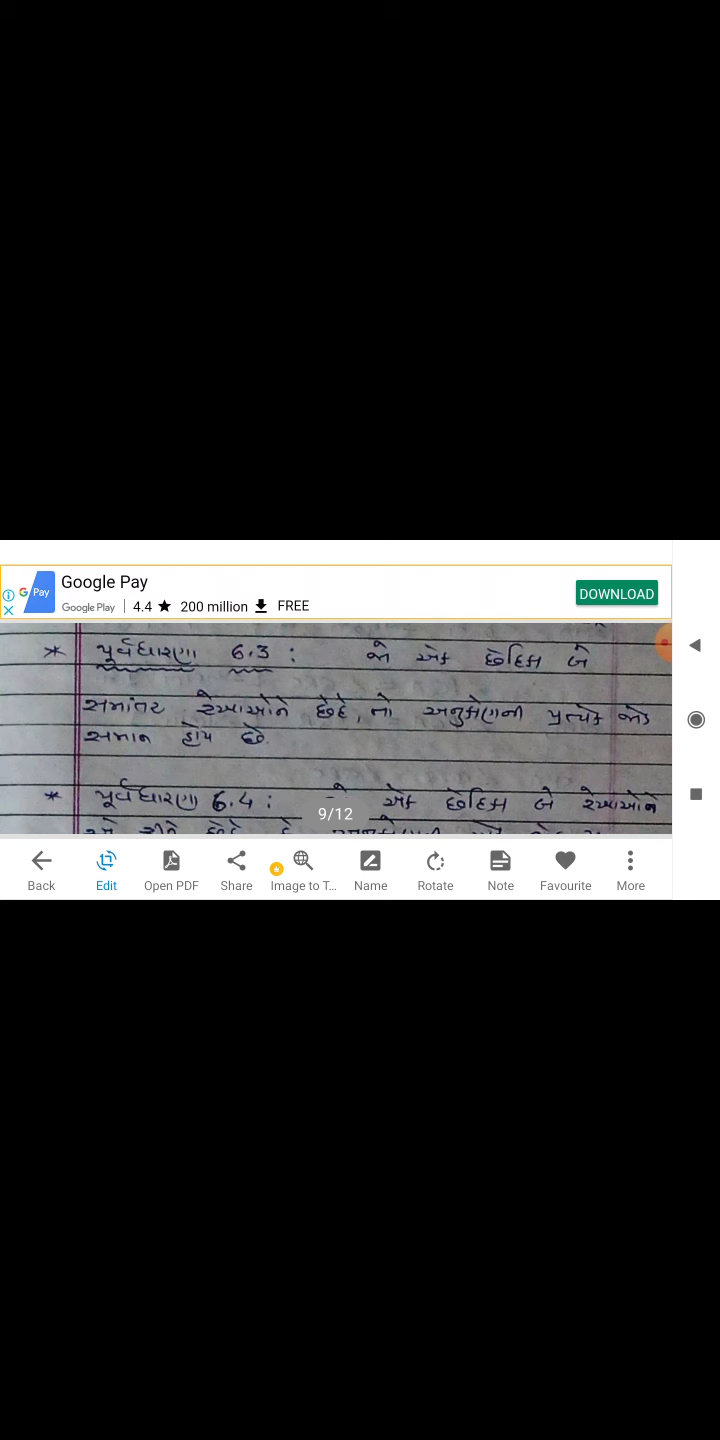 Google Pay
G Pay
Google Play 4.4 ★ 200 million FREE
DOWNLOAD
* પૂર્વધારણા 6.3 : જો એક છેદિકા બે
સમાંતર રેખાઓને છેદે, તો અનુકોણની પ્રત્યેક જોડ
સમાન હોય છે.
* પૂર્વધારણા 6.4 : એક છેદિકા બે રેખાઓને
9/12
Back
Edit
Open PDF
Share
Image to T...
Name
Rotate
Note
Favourite
More